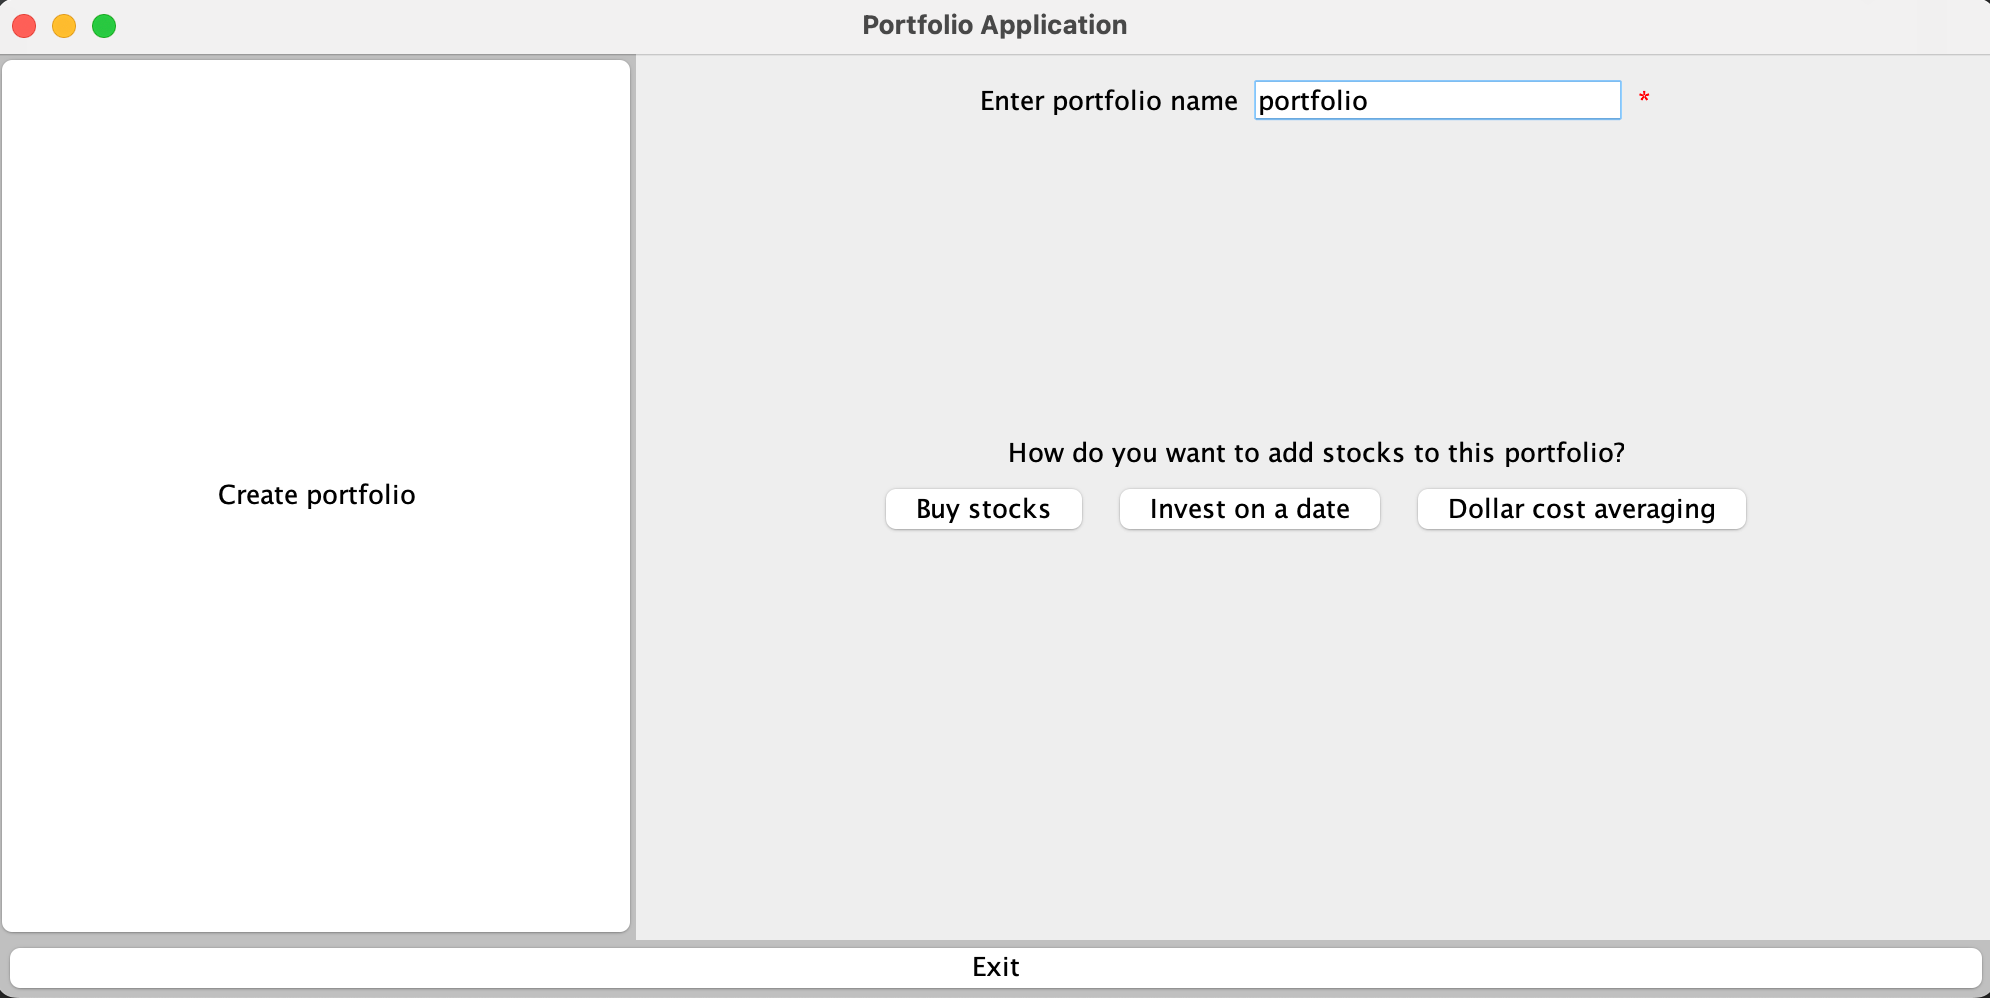 Portfolio Application
Enter portfolio name portfolio *
How do you want to add stocks to this portfolio?
Create portfolio
Buy stocks Invest on a date Dollar cost averaging
Exit